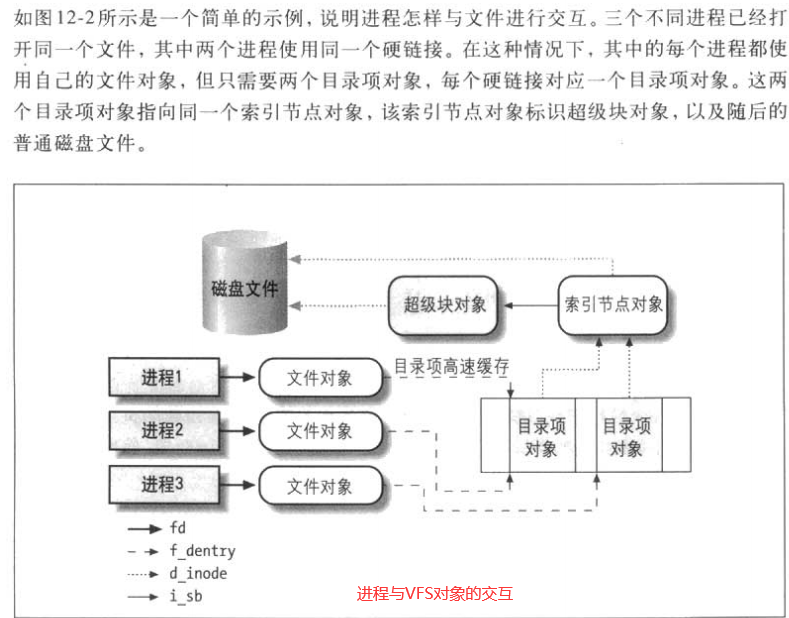 如图12-2所示是一个简单的示例，说明进程怎样与文件进行交互。三个不同进程已经打
开同一个文件，其中两个进程使用同一个硬链接。在这种情况下，其中的每个进程都使
用自己的文件对象，但只需要两个目录项对象，每个硬链接对应一个目录项对象。这两
个目录项对象指向同一个索引节点对象，该索引节点对象标识超级块对象，以及随后的
普通磁盘文件。
磁盘文件
超级块对象
索引节点对象
目录项高速缓存
进程1
文件对象
进程2
文件对象
进程3
文件对象
目录项
对象
目录项
对象
fd
f_dentry
d_inode
i_sb
进程与VFS对象的交互